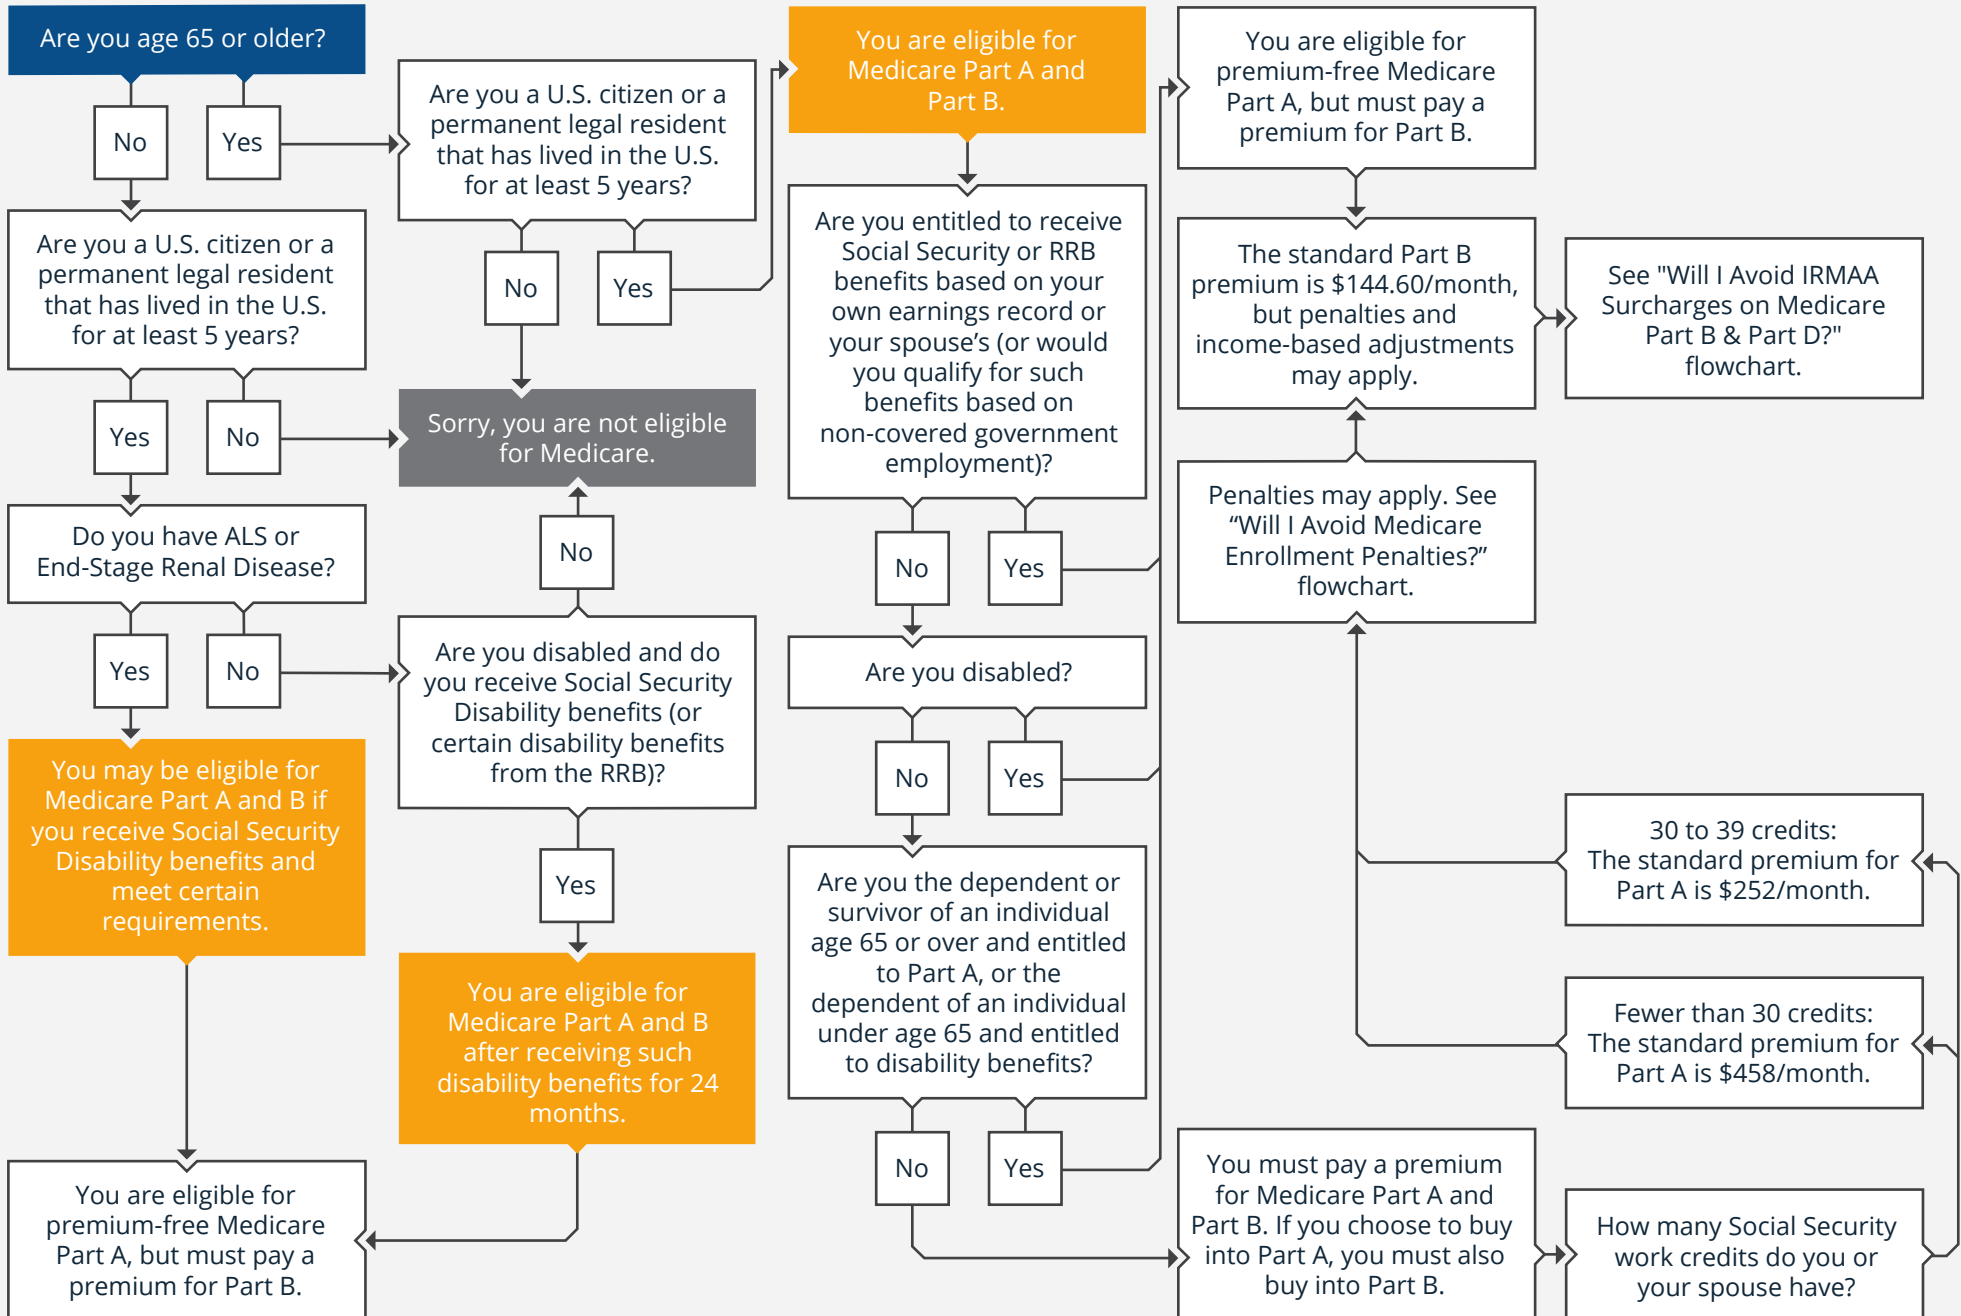 Are you age 65 or older?
No
Yes
Are you a U.S. citizen or a
permanent legal resident
that has lived in the U.S.
for at least 5 years?
Yes
No
Do you have ALS or
End-Stage Renal Disease?
Yes
No
You may be eligible for
Medicare Part A and B if
you receive Social Security
Disability benefits and
meet certain
requirements.
You are eligible for
premium-free Medicare
Part A, but must pay a
premium for Part B.
Are you a U.S. citizen or a
permanent legal resident
that has lived in the U.S.
for at least 5 years?
No
Yes
Sorry, you are not eligible
for Medicare.
No
Are you disabled and do
you receive Social Security
Disability benefits (or
certain disability benefits
from the RRB)?
Yes
You are eligible for
Medicare Part A and B
after receiving such
disability benefits for 24
months.
You are eligible for
Medicare Part A and
Part B.
Are you entitled to receive
Social Security or RRB
benefits based on your
own earnings record or
your spouse’s (or would
you qualify for such
benefits based on
non-covered government
employment)?
No
Yes
Are you disabled?
No
Yes
Are you the dependent or
survivor of an individual
age 65 or over and entitled
to Part A, or the
dependent of an individual
under age 65 and entitled
to disability benefits?
No
Yes
You are eligible for
premium-free Medicare
Part A, but must pay a
premium for Part B.
The standard Part B
premium is $144.60/month,
but penalties and
income-based adjustments
may apply.
Penalties may apply. See
“Will I Avoid Medicare
Enrollment Penalties?”
flowchart.
You must pay a premium
for Medicare Part A and
Part B. If you choose to buy
into Part A, you must also
buy into Part B.
See "Will I Avoid IRMAA
Surcharges on Medicare
Part B & Part D?"
flowchart.
30 to 39 credits:
The standard premium for
Part A is $252/month.
Fewer than 30 credits:
The standard premium for
Part A is $458/month.
How many Social Security
work credits do you or
your spouse have?